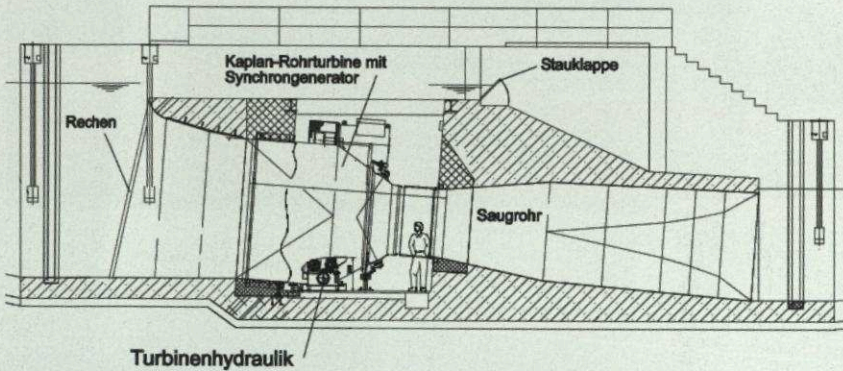 Kaplan-Rohrturbine mit
Synchrongenerator
Stauklappe
Rechen
Saugrohr
Turbinenhydraulik